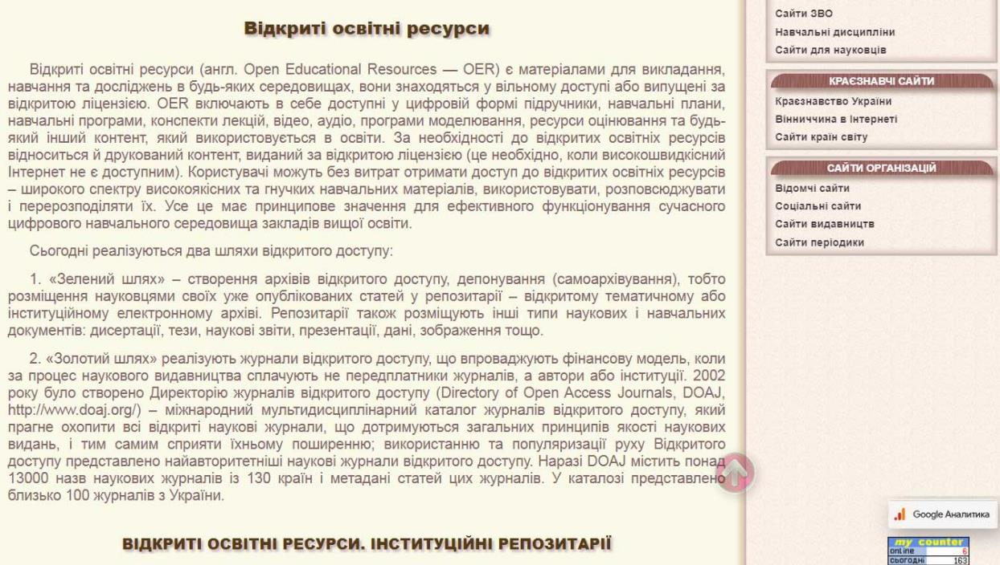 Відкриті освітні ресурси
Відкриті освітні ресурси (англ. Open Educational Resources — OER) є матеріалами для викладання,
навчання та досліджень в будь-яких середовищах, вони знаходяться у вільному доступі або випущені за
відкритою ліцензією. OER включають в себе доступні у цифровій формі підручники, навчальні плани,
навчальні програми, конспекти лекцій, відео, аудіо, програми моделювання, ресурси оцінювання та будь-
який інший контент, який використовується в освіти. За необхідності до відкритих освітніх ресурсів
відноситься й друкований контент, виданий за відкритою ліцензією (це необхідно, коли високошвидкісний
Інтернет не є доступним). Користувачі можуть без витрат отримати доступ до відкритих освітніх ресурсів
– широкого спектру високоякісних та гнучких навчальних матеріалів, використовувати, розповсюджувати
і перерозподіляти їх. Усе це має принципове значення для ефективного функціонування сучасного
цифрового навчального середовища закладів вищої освіти.
Сьогодні реалізуються два шляхи відкритого доступу:
1. «Зелений шлях» – створення архівів відкритого доступу, депонування (самоархівування), тобто
розміщення науковцями своїх уже опублікованих статей у репозитарії – відкритому тематичному або
інституційному електронному архіві. Репозитарії також розміщують інші типи наукових і навчальних
документів: дисертації, тези, наукові звіти, презентації, дані, зображення тощо.
2. «Золотий шлях» реалізують журнали відкритого доступу, що впроваджують фінансову модель, коли
за процес наукового видавництва сплачують не передплатники журналів, а автори або інституції. 2002
року було створено Директорію журналів відкритого доступу (Directory of Open Access Journals, DOAJ,
http://www.doaj.org/) – міжнародний мультидисциплінарний каталог журналів відкритого доступу, який
прагне охопити всі відкриті наукові журнали, що дотримуються загальних принципів якості наукових
видань, і тим самим сприяти їхньому поширенню; використанню та популяризації руху Відкритого
доступу представлено найавторитетніші наукові журнали відкритого доступу. Наразі DOAJ містить понад
13000 назв наукових журналів із 130 країн і метадані статей цих журналів. У каталозі представлено
близько 100 журналів з України.
ВІДКРИТІ ОСВІТНІ РЕСУРСИ. ІНСТИТУЦІЙНІ РЕПОЗИТАРІЇ
Сайти ЗВО
Навчальні дисципліни
Сайти для науковців
КРАЄЗНАВЧІ САЙТИ
Краєзнавство України
Вінниччина в Інтернеті
Сайти країн світу
САЙТИ ОРГАНІЗАЦІЙ
Відомчі сайти
Соціальні сайти
Сайти видавництв
Сайти періодики
Google Аналитика
my counter
online 6
сьогодні 163